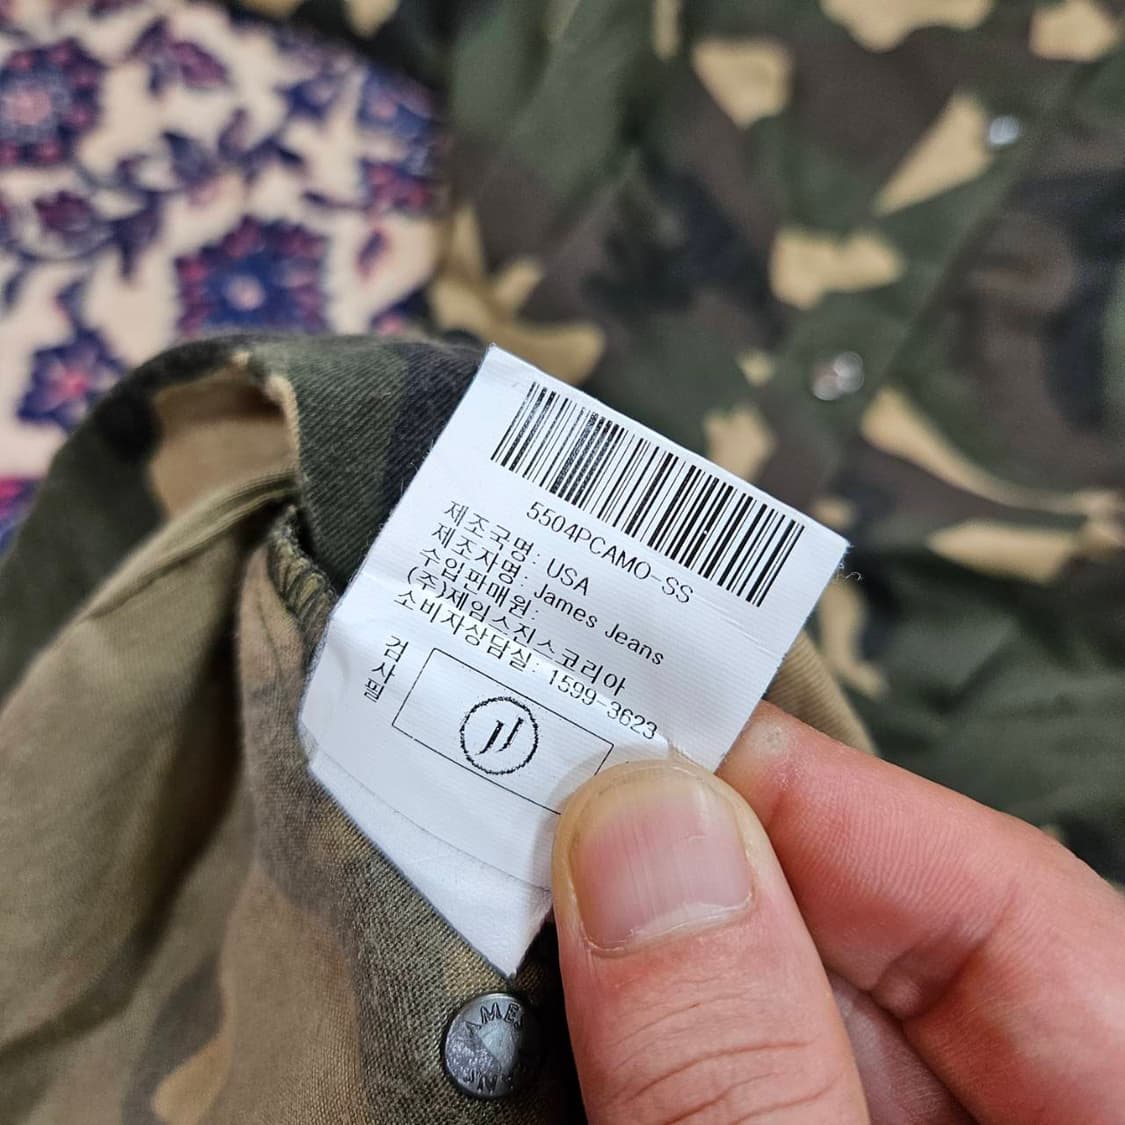 5504PCAMO-SS
제조국명: USA
제조자명: James Jeans
수입판매원:
(주)제임스진스코리아
소비자상담실: 1599-3623
검사필